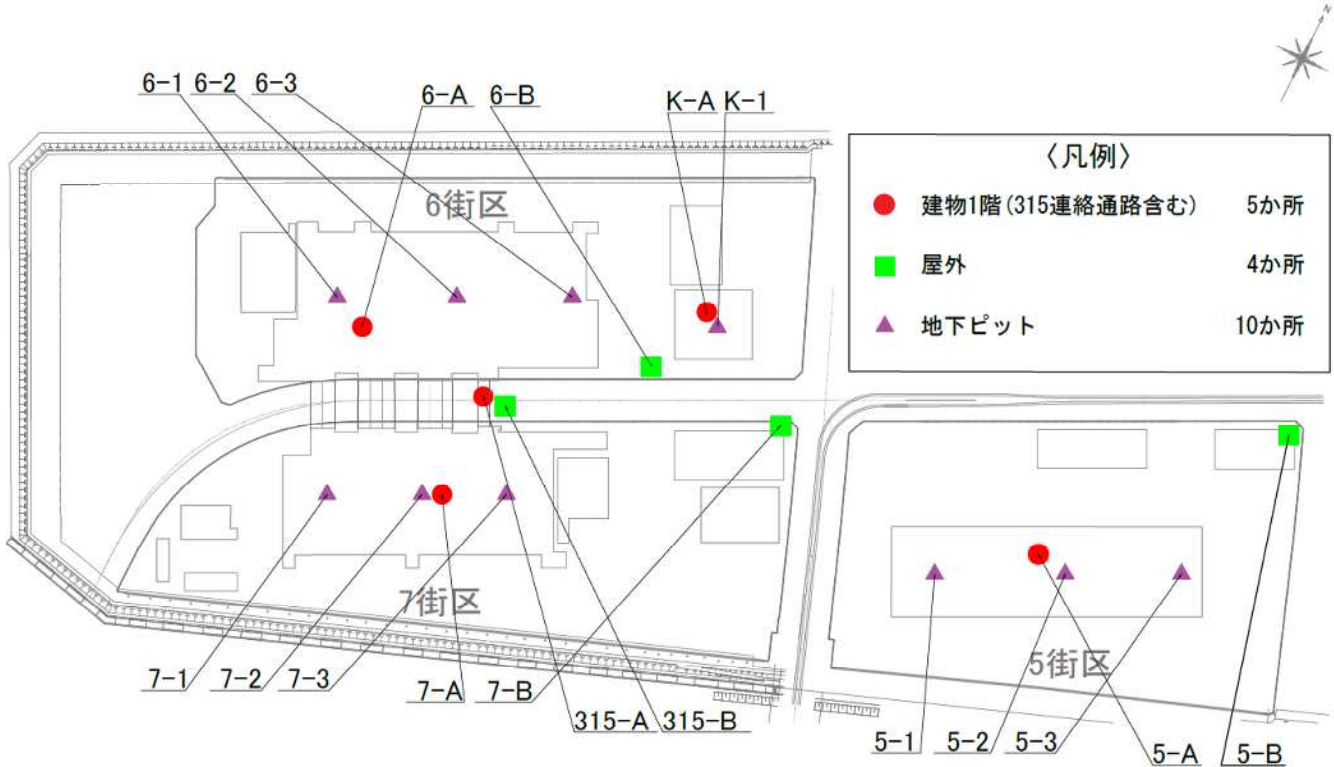 N
6-1 6-2 6-3 6-A 6-B K-A K-1
〈凡例〉
6街区
建物1階(315連絡通路含む) 5か所
屋外 4か所
地下ピット 10か所
7街区
5街区
7-1 7-2 7-3 7-A 7-B
315-A 315-B
5-1 5-2 5-3 5-A 5-B